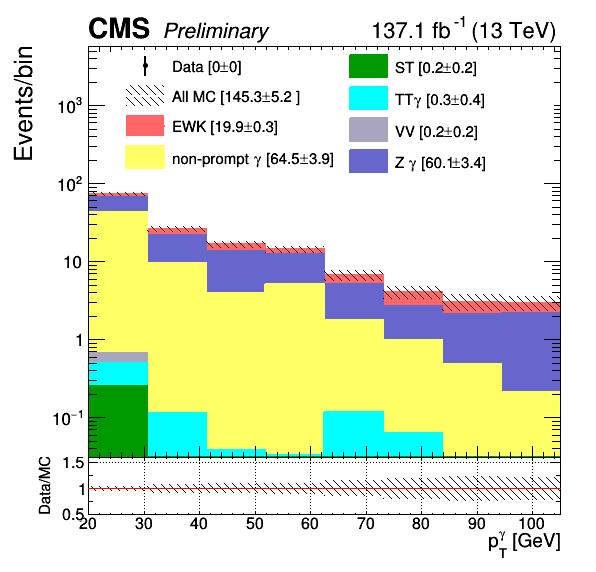 CMS Preliminary 137.1 fb⁻¹ (13 TeV)
Events/bin
Data [0±0]
All MC [145.3±5.2 ]
EWK [19.9±0.3]
non-prompt γ [64.5±3.9]
ST [0.2±0.2]
TTγ [0.3±0.4]
VV [0.2±0.2]
Z γ [60.1±3.4]
10³
10²
10
1
10⁻¹
Data/MC
1.5
1
0.5
20 30 40 50 60 70 80 90 100
p_T^γ [GeV]